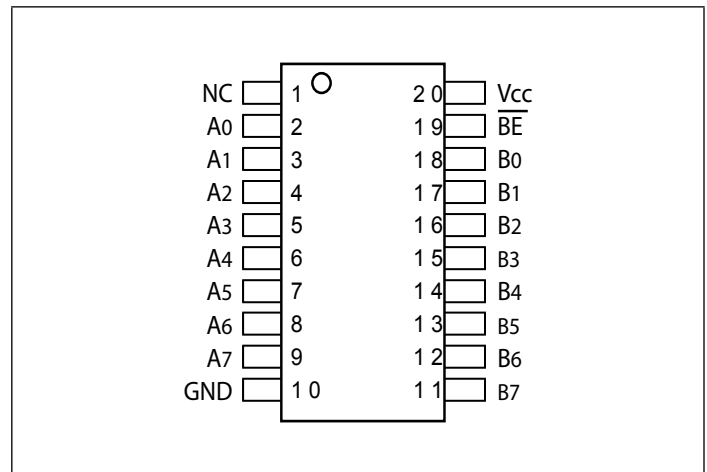 NC 1 20 Vcc
A0 2 19 B̅E̅
A1 3 18 B0
A2 4 17 B1
A3 5 16 B2
A4 6 15 B3
A5 7 14 B4
A6 8 13 B5
A7 9 12 B6
GND 10 11 B7